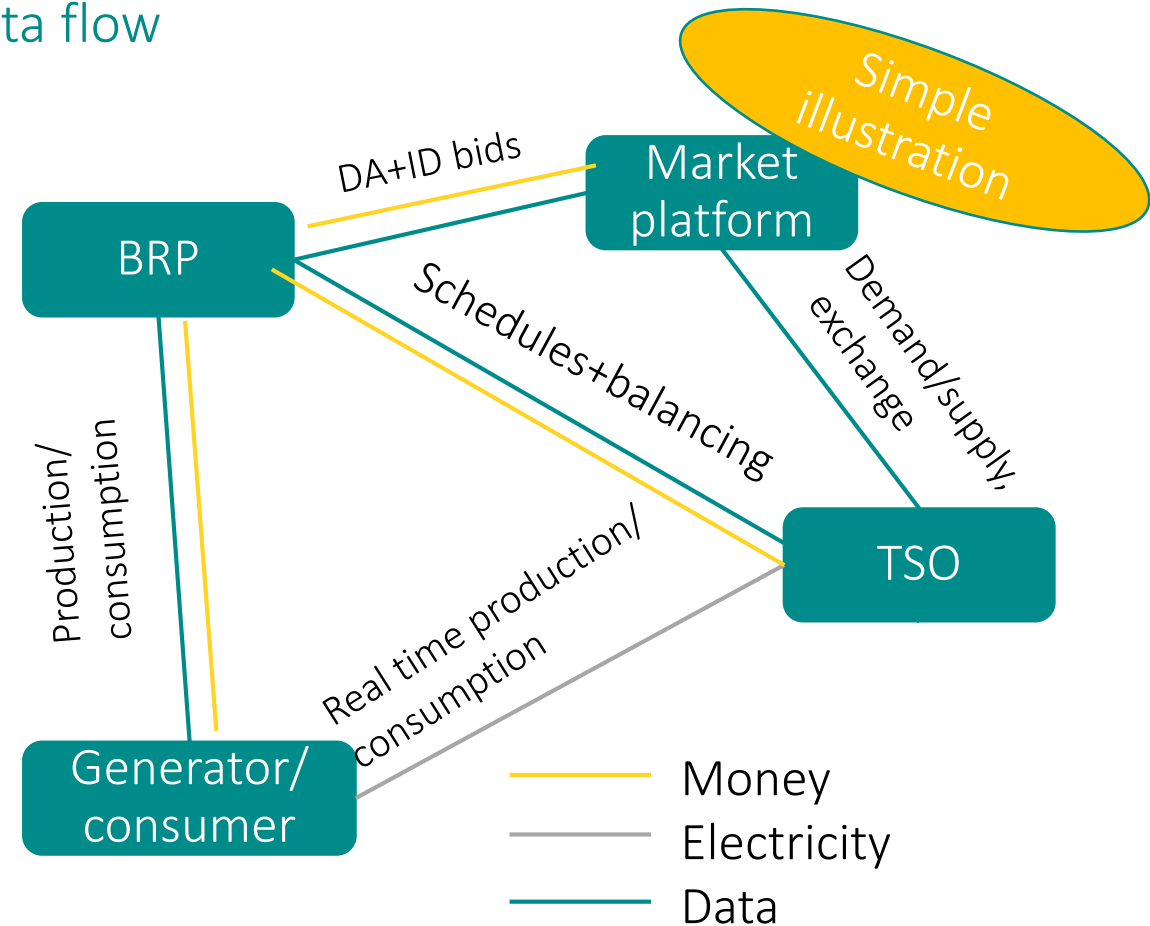 ta flow
Simple
illustration
DA+ID bids
Market
platform
BRP
Schedules+balancing
Demand/supply,
exchange
Production/
consumption
TSO
Real time production/
consumption
Generator/
consumer
Money
Electricity
Data